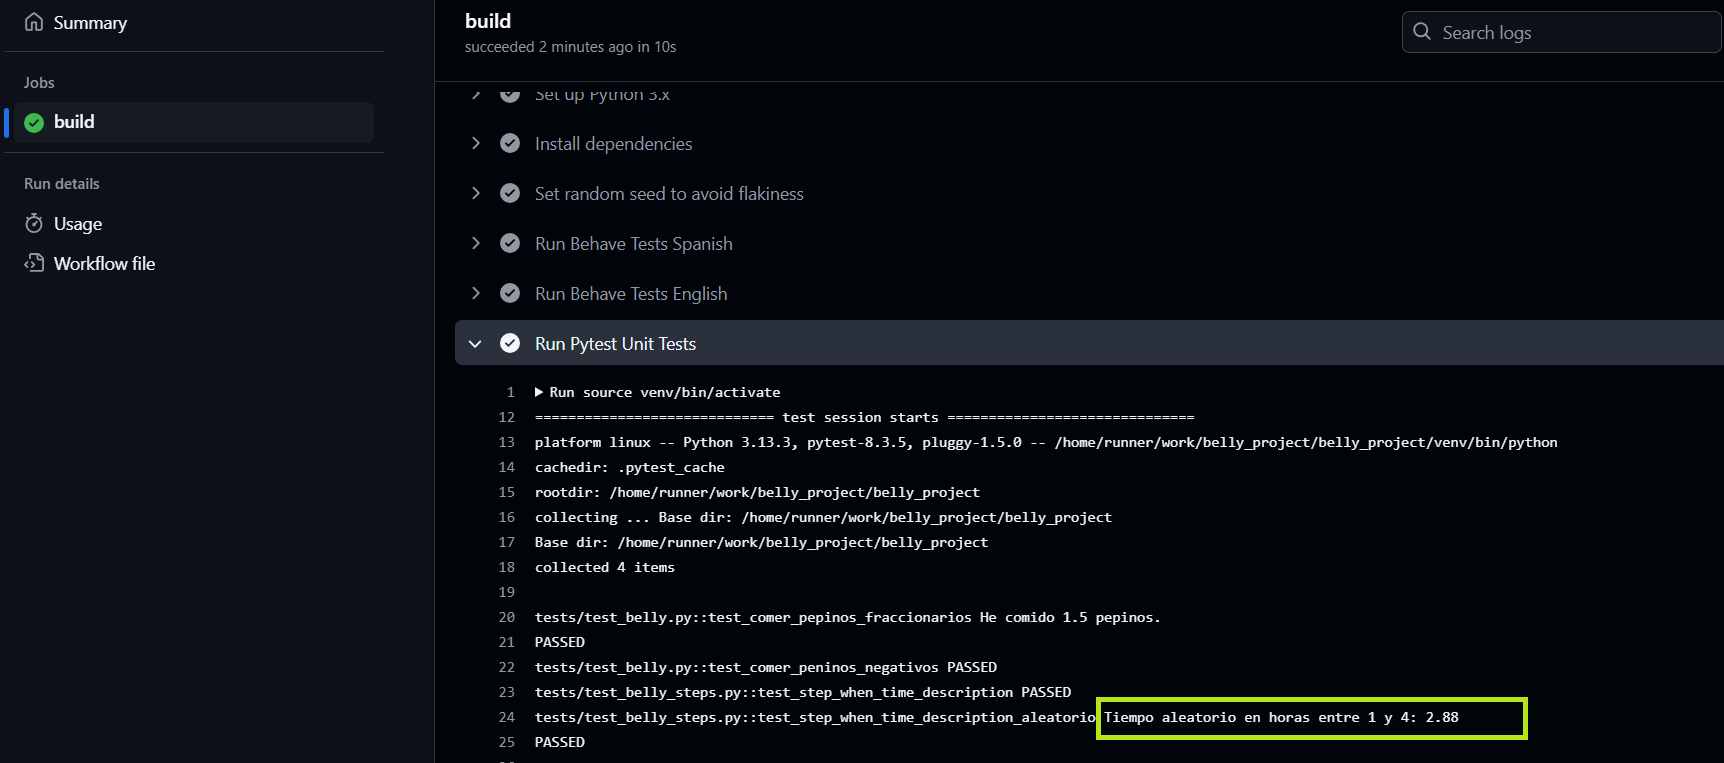 Summary
Jobs
build
Run details
Usage
Workflow file
build
succeeded 2 minutes ago in 10s
Search logs
Set up Python 3.x
Install dependencies
Set random seed to avoid flakiness
Run Behave Tests Spanish
Run Behave Tests English
Run Pytest Unit Tests
1 Run source venv/bin/activate
12 ============================= test session starts ==============================
13 platform linux -- Python 3.13.3, pytest-8.3.5, pluggy-1.5.0 -- /home/runner/work/belly_project/belly_project/venv/bin/python
14 cachedir: .pytest_cache
15 rootdir: /home/runner/work/belly_project/belly_project
16 collecting ... Base dir: /home/runner/work/belly_project/belly_project
17 Base dir: /home/runner/work/belly_project/belly_project
18 collected 4 items
19
20 tests/test_belly.py::test_comer_pepinos_fraccionarios He comido 1.5 pepinos.
21 PASSED
22 tests/test_belly.py::test_comer_peninos_negativos PASSED
23 tests/test_belly_steps.py::test_step_when_time_description PASSED
24 tests/test_belly_steps.py::test_step_when_time_description_aleatorio Tiempo aleatorio en horas entre 1 y 4: 2.88
25 PASSED